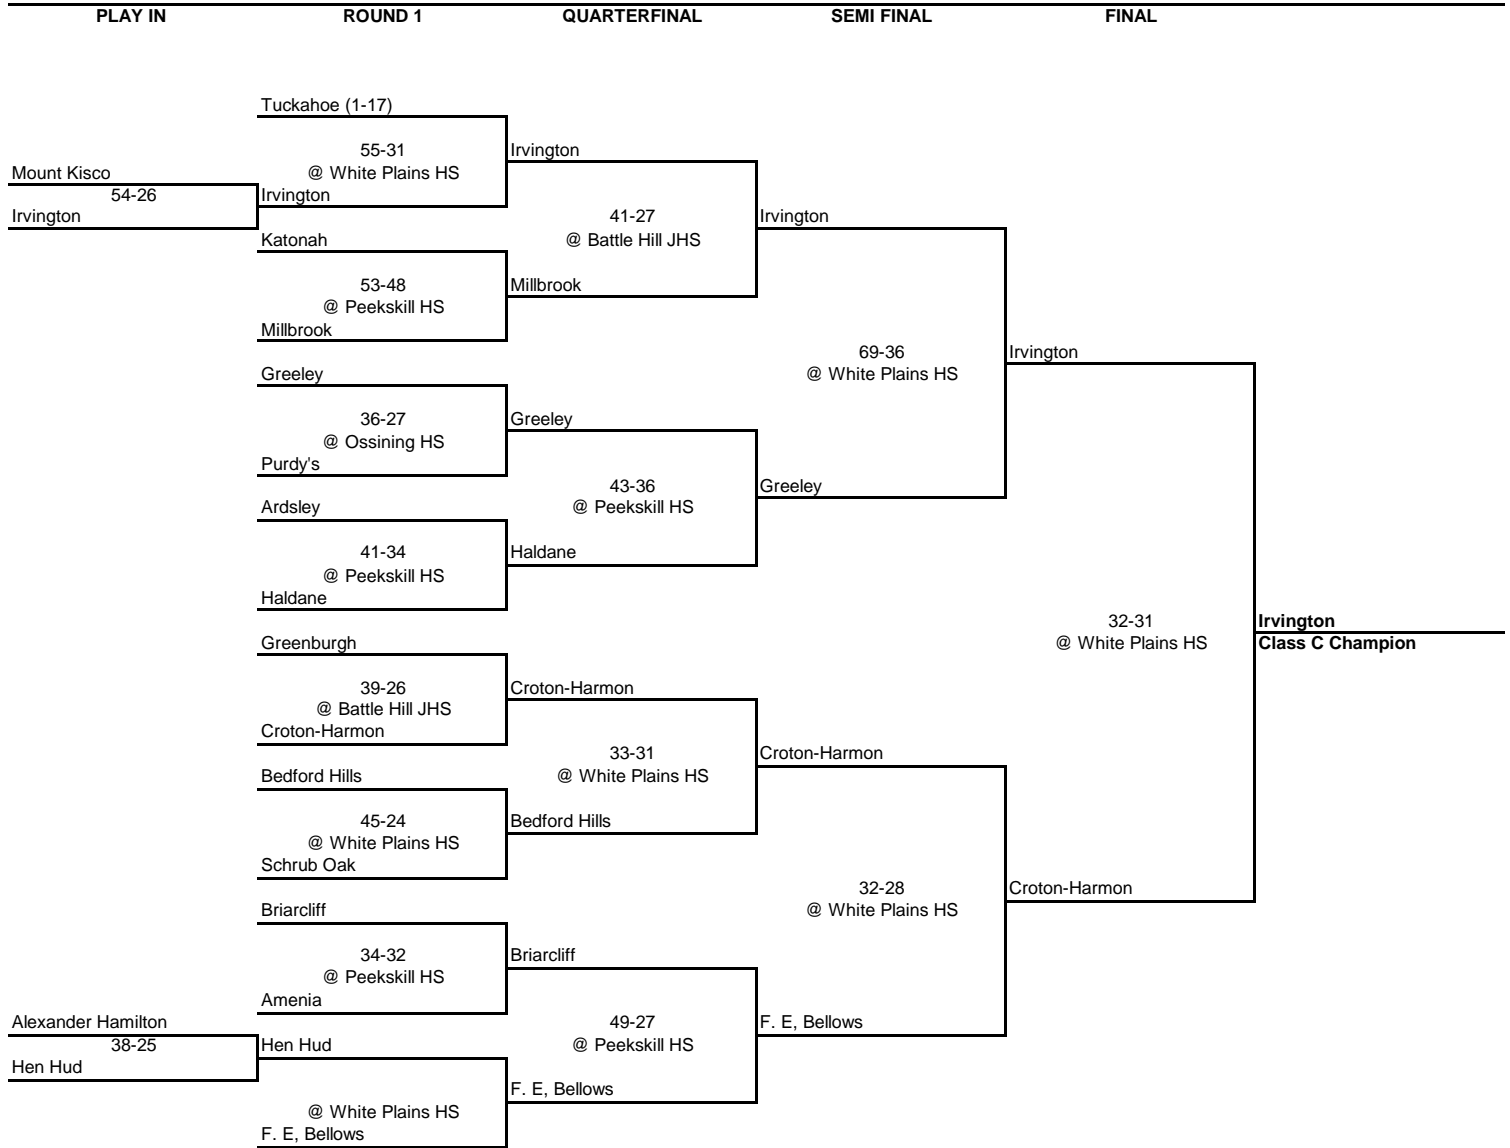 PLAY IN ROUND 1 QUARTERFINAL SEMI FINAL FINAL
Tuckahoe (1-17)
55-31
@ White Plains HS
Irvington
Mount Kisco
54-26
Irvington
Irvington
41-27
@ Battle Hill JHS
Irvington
Katonah
53-48
@ Peekskill HS
Millbrook
Millbrook
69-36
@ White Plains HS
Irvington
Greeley
36-27
@ Ossining HS
Greeley
Purdy's
43-36
@ Peekskill HS
Greeley
Ardsley
41-34
@ Peekskill HS
Haldane
Haldane
32-31
@ White Plains HS
Irvington
Class C Champion
Greenburgh
39-26
@ Battle Hill JHS
Croton-Harmon
Croton-Harmon
33-31
@ White Plains HS
Croton-Harmon
Bedford Hills
45-24
@ White Plains HS
Bedford Hills
Schrub Oak
32-28
@ White Plains HS
Croton-Harmon
Briarcliff
34-32
@ Peekskill HS
Briarcliff
Amenia
Alexander Hamilton
38-25
Hen Hud
Hen Hud
49-27
@ Peekskill HS
F. E, Bellows
F. E, Bellows
@ White Plains HS
F. E, Bellows